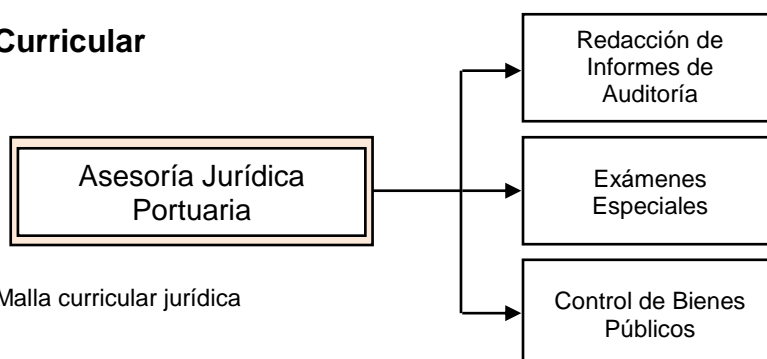 Curricular
Redacción de
Informes de
Auditoría
Asesoría Jurídica
Portuaria
Exámenes
Especiales
Malla curricular jurídica
Control de Bienes
Públicos